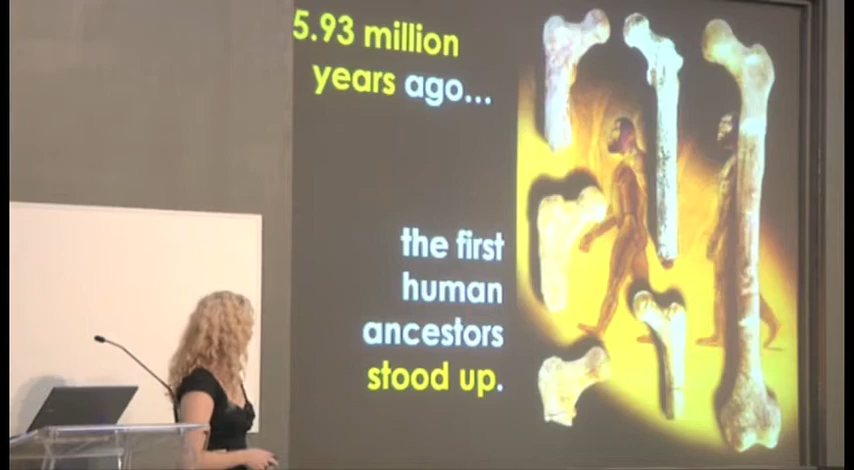 5.93 million
years ago...
the first
human
ancestors
stood up.